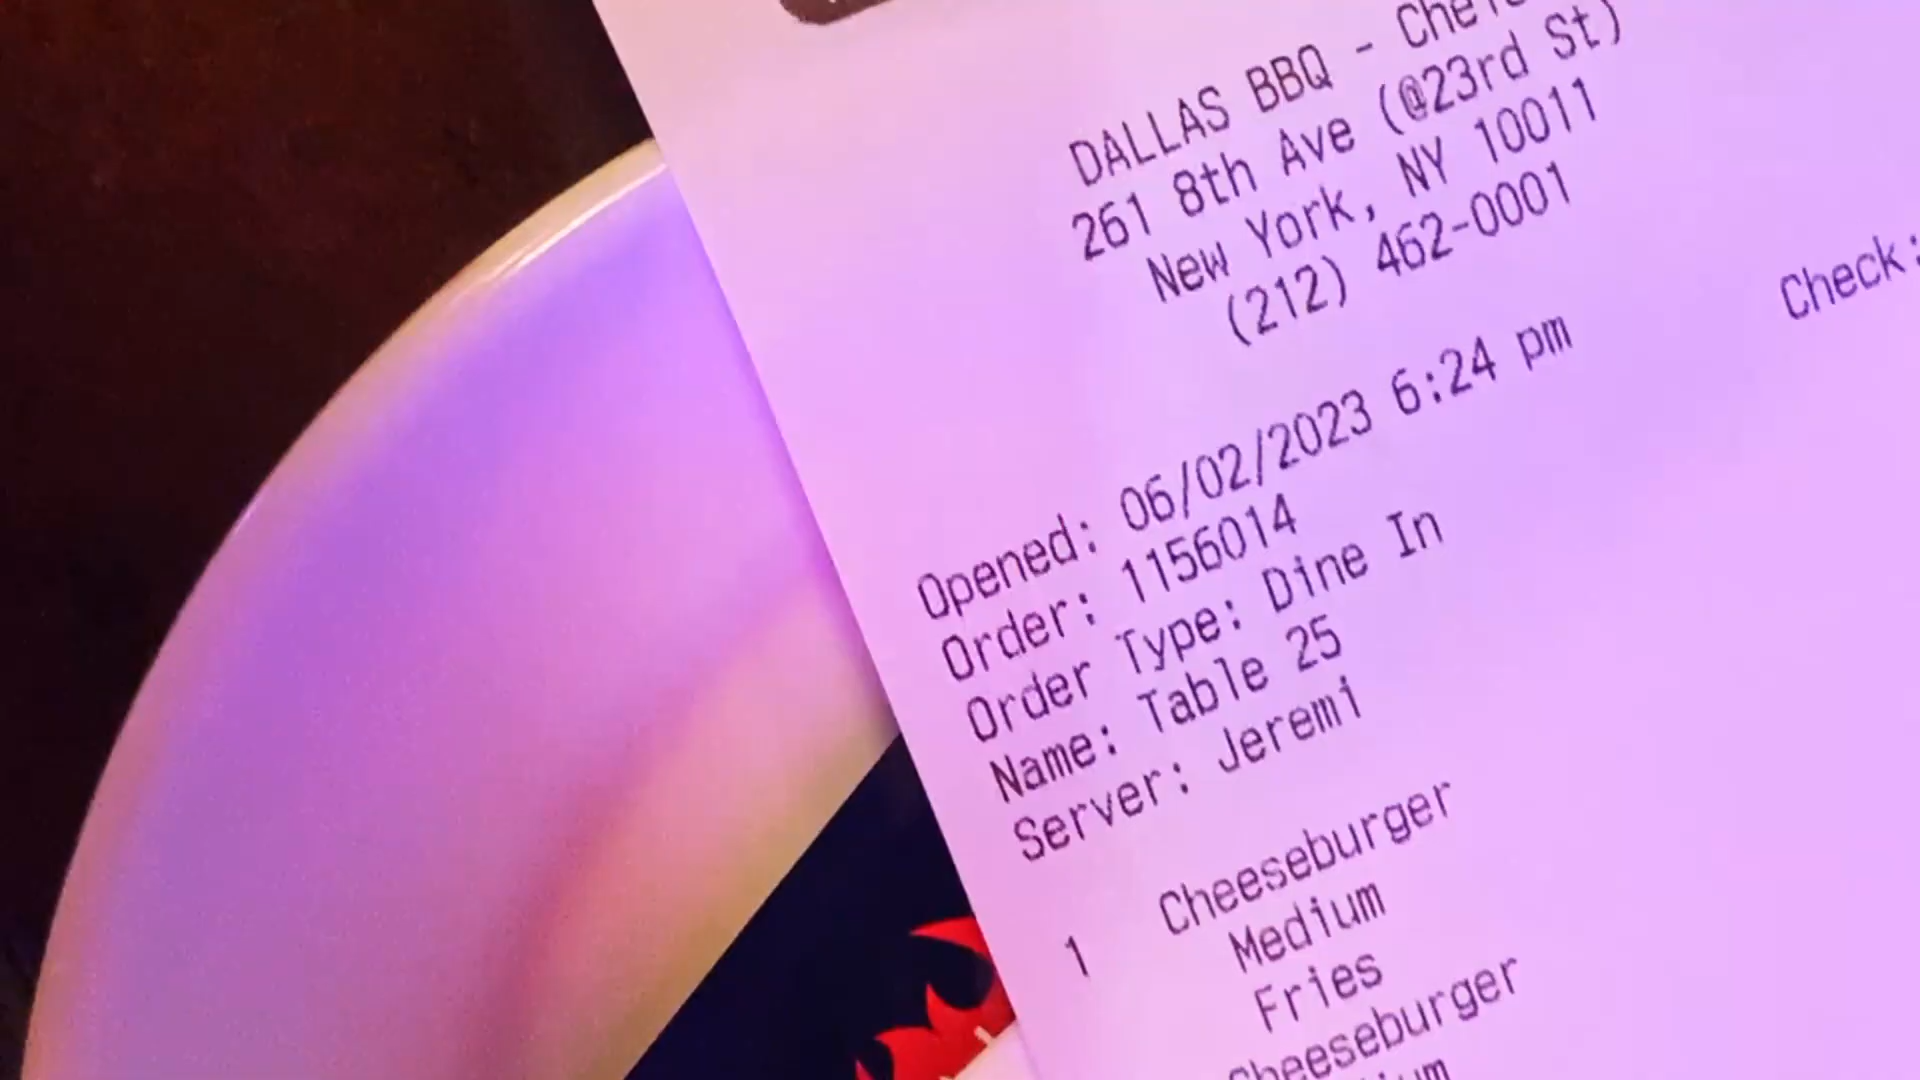 DALLAS BBQ -
261 8th Ave (@23rd St)
New York, NY 10011
(212) 462-0001
Check:
Opened: 06/02/2023 6:24 pm
Order: 1156014
Order Type: Dine In
Name: Table 25
Server: Jeremi
1 Cheeseburger
Medium
Fries
Cheeseburger